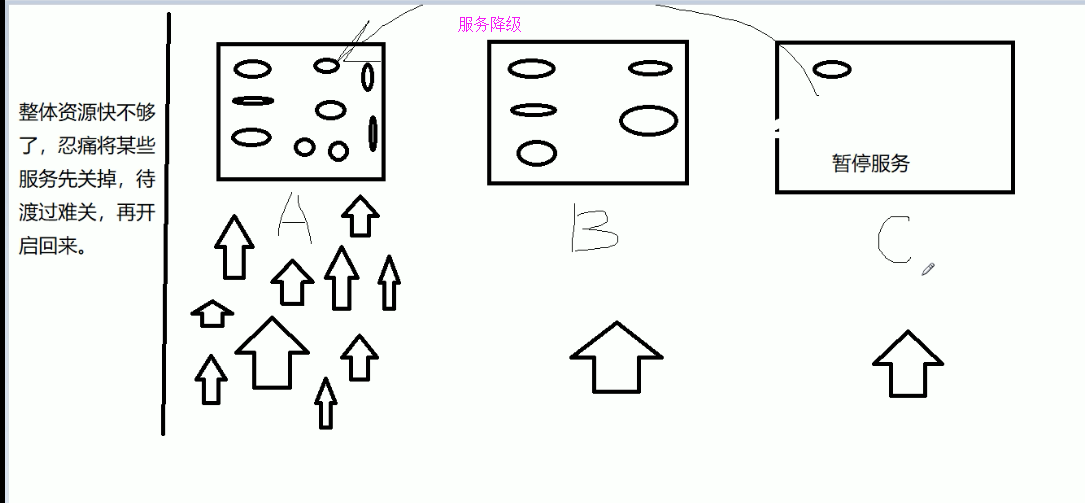 服务降级
整体资源快不够
了，忍痛将某些
服务先关掉，待
渡过难关，再开
启回来。
暂停服务
A
B
C